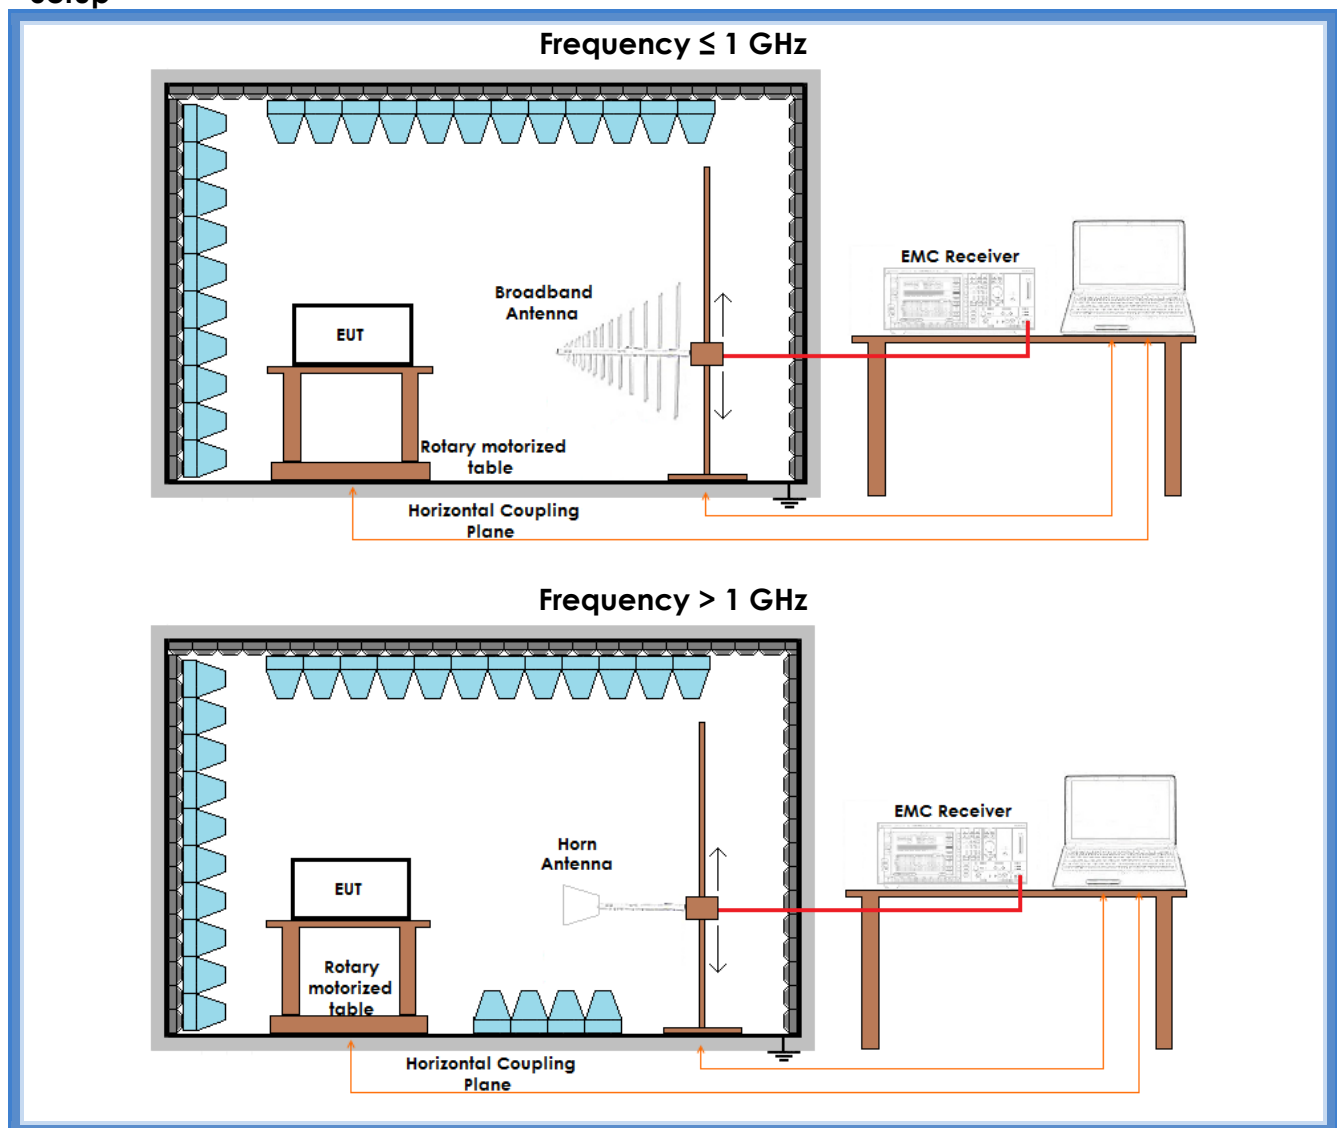 Setup
Frequency ≤ 1 GHz
EMC Receiver
Broadband
Antenna
EUT
Rotary motorized
table
Horizontal Coupling
Plane
Frequency > 1 GHz
EMC Receiver
Horn
Antenna
EUT
Rotary
motorized
table
Horizontal Coupling
Plane